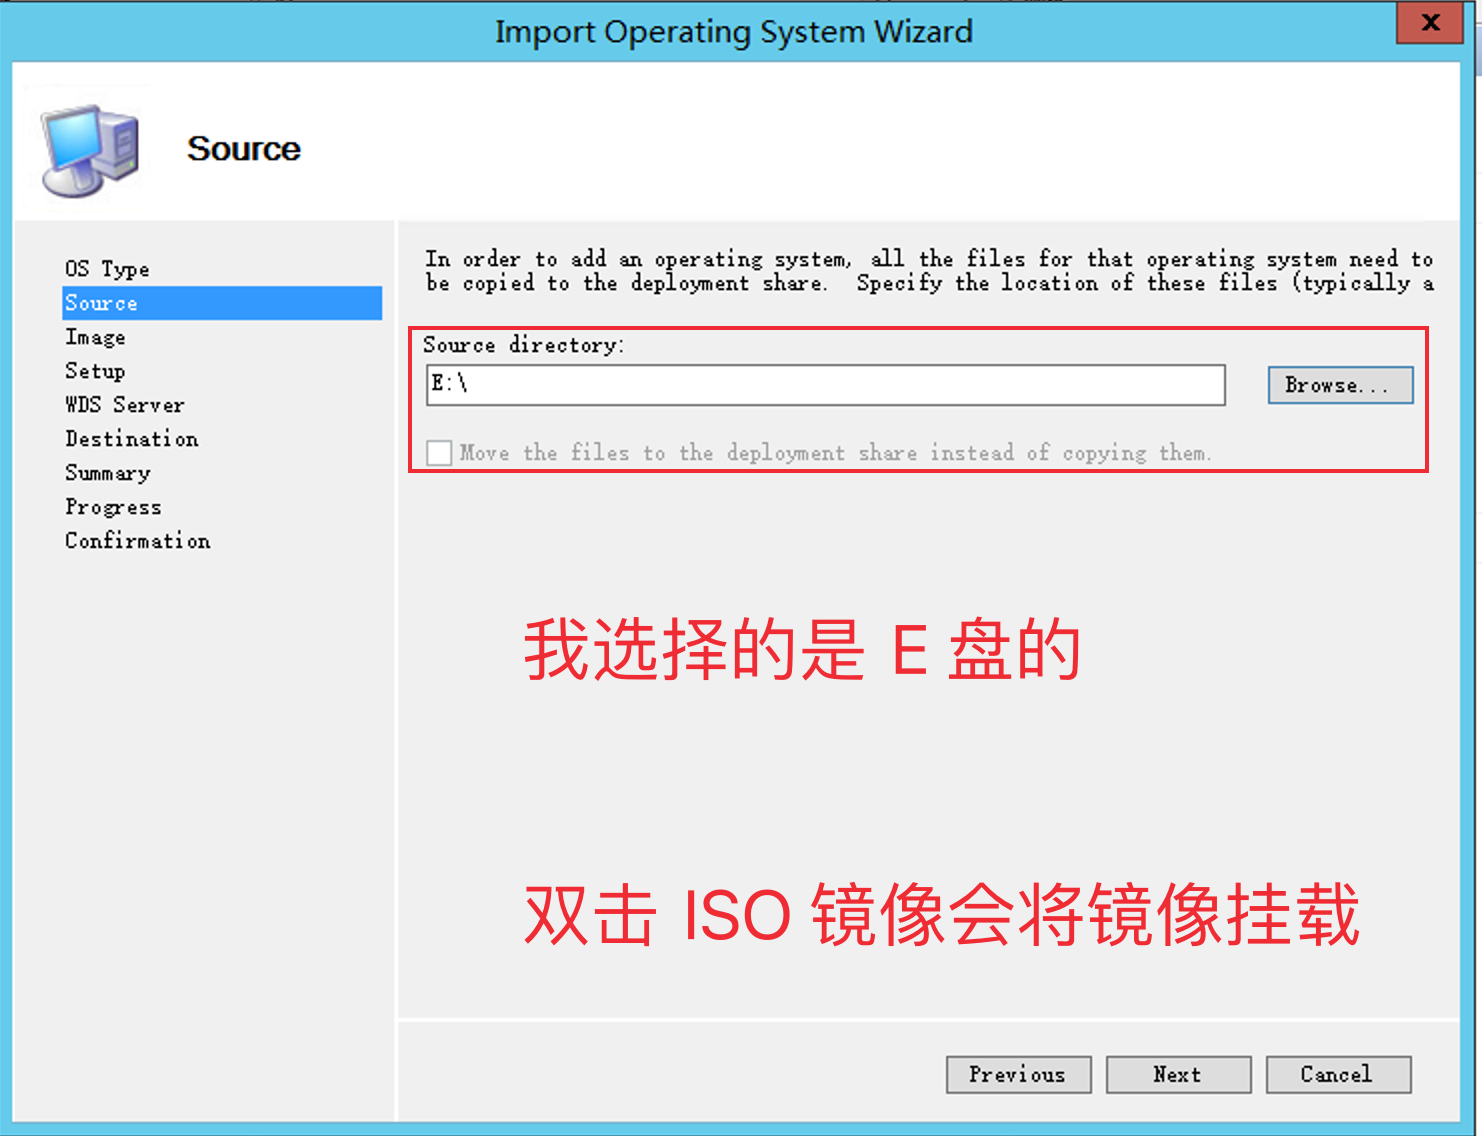 Import Operating System Wizard
x
Source
OS Type
Source
Image
Setup
WDS Server
Destination
Summary
Progress
Confirmation
In order to add an operating system, all the files for that operating system need to
be copied to the deployment share.  Specify the location of these files (typically a
Source directory:
E:\
Browse...
Move the files to the deployment share instead of copying them.
我选择的是 E 盘的
双击 ISO 镜像会将镜像挂载
Previous
Next
Cancel